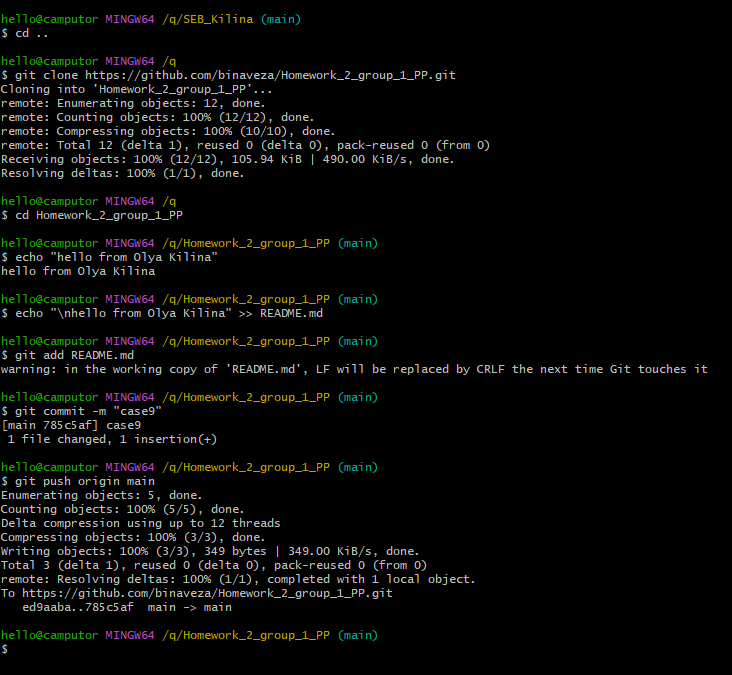 hello@camputor MINGW64 /q/SEB_Kilina (main)
$ cd ..
hello@camputor MINGW64 /q
$ git clone https://github.com/binaveza/Homework_2_group_1_PP.git
Cloning into 'Homework_2_group_1_PP'...
remote: Enumerating objects: 12, done.
remote: Counting objects: 100% (12/12), done.
remote: Compressing objects: 100% (10/10), done.
remote: Total 12 (delta 1), reused 0 (delta 0), pack-reused 0 (from 0)
Receiving objects: 100% (12/12), 105.94 KiB | 490.00 KiB/s, done.
Resolving deltas: 100% (1/1), done.
hello@camputor MINGW64 /q
$ cd Homework_2_group_1_PP
hello@camputor MINGW64 /q/Homework_2_group_1_PP (main)
$ echo "hello from Olya Kilina"
hello from Olya Kilina
hello@camputor MINGW64 /q/Homework_2_group_1_PP (main)
$ echo "\nhello from Olya Kilina" >> README.md
hello@camputor MINGW64 /q/Homework_2_group_1_PP (main)
$ git add README.md
warning: in the working copy of 'README.md', LF will be replaced by CRLF the next time Git touches it
hello@camputor MINGW64 /q/Homework_2_group_1_PP (main)
$ git commit -m "case9"
[main 785c5af] case9
 1 file changed, 1 insertion(+)
hello@camputor MINGW64 /q/Homework_2_group_1_PP (main)
$ git push origin main
Enumerating objects: 5, done.
Counting objects: 100% (5/5), done.
Delta compression using up to 12 threads
Compressing objects: 100% (3/3), done.
Writing objects: 100% (3/3), 349 bytes | 349.00 KiB/s, done.
Total 3 (delta 1), reused 0 (delta 0), pack-reused 0 (from 0)
remote: Resolving deltas: 100% (1/1), completed with 1 local object.
To https://github.com/binaveza/Homework_2_group_1_PP.git
   ed9aaba..785c5af  main -> main
hello@camputor MINGW64 /q/Homework_2_group_1_PP (main)
$